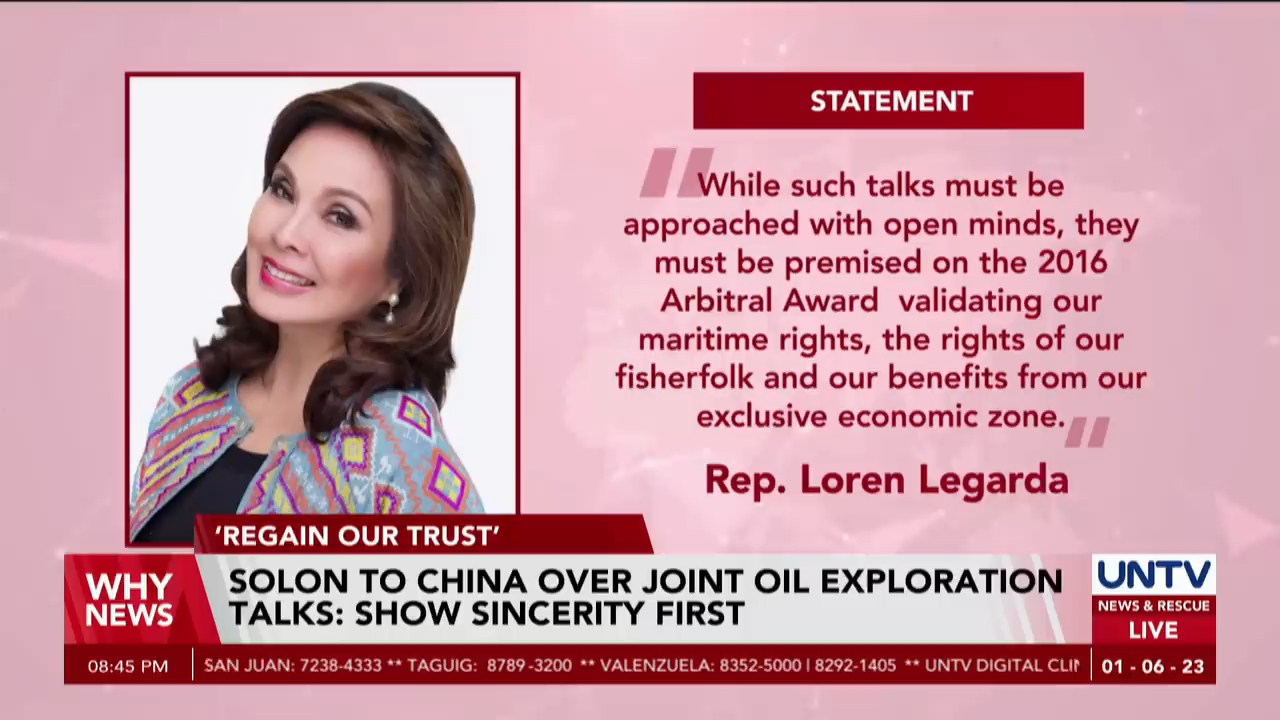 STATEMENT
"While such talks must be
approached with open minds, they
must be premised on the 2016
Arbitral Award validating our
maritime rights, the rights of our
fisherfolk and our benefits from our
exclusive economic zone."
Rep. Loren Legarda
'REGAIN OUR TRUST'
WHY
NEWS
SOLON TO CHINA OVER JOINT OIL EXPLORATION
TALKS: SHOW SINCERITY FIRST
UNTV
NEWS & RESCUE
LIVE
08:45 PM
SAN JUAN: 7238-4333 ** TAGUIG: 8789-3200 ** VALENZUELA: 8352-5000 | 8292-1405 ** UNTV DIGITAL
01 - 06 - 23